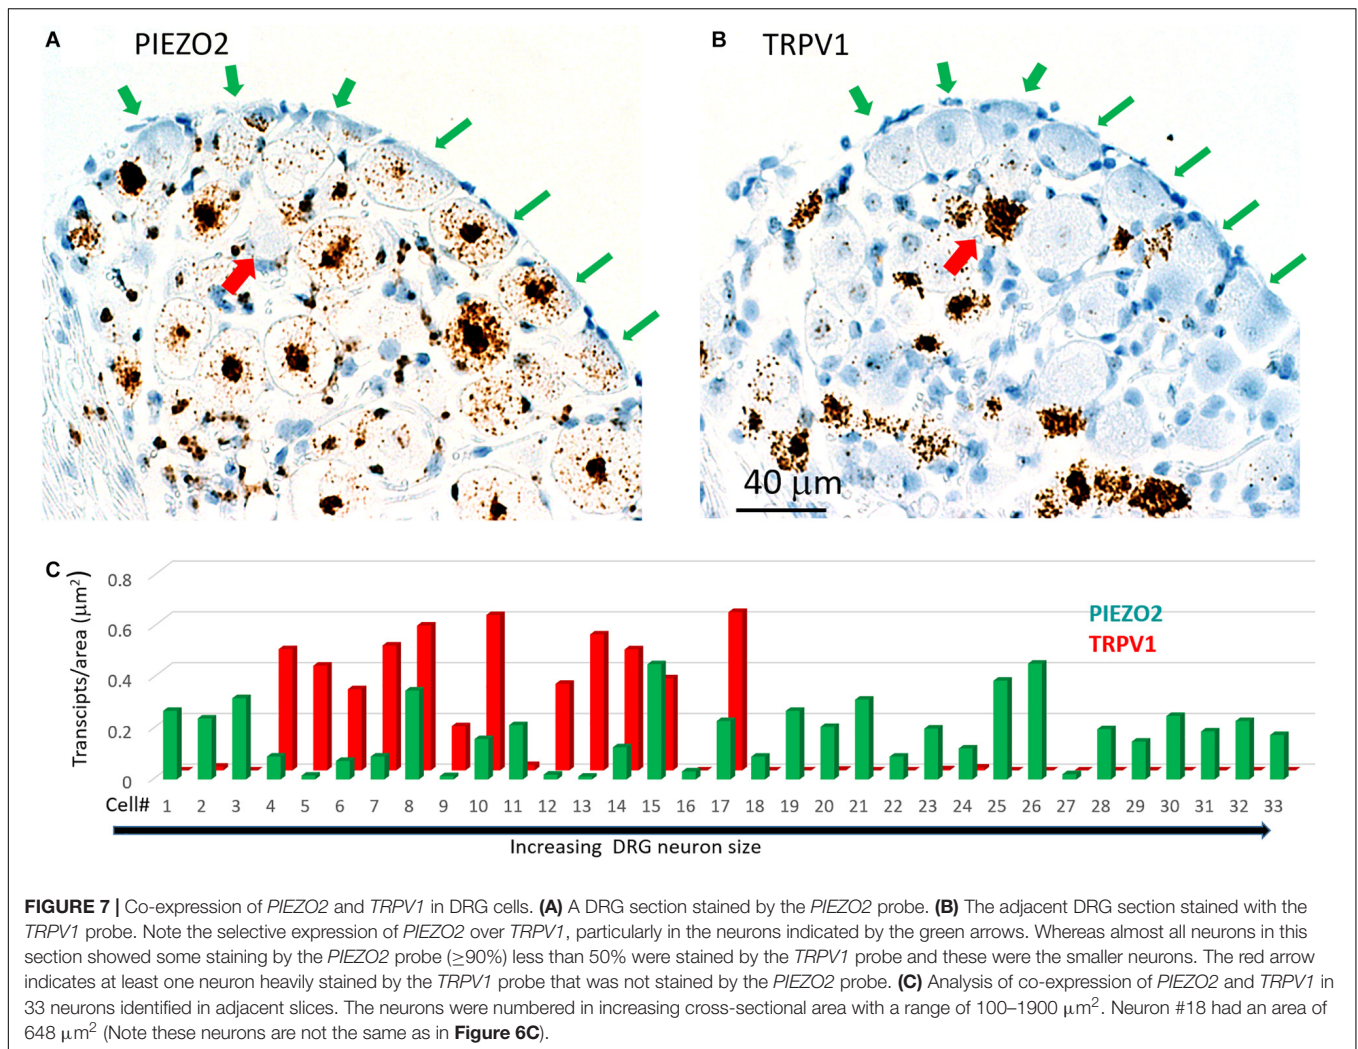 A PIEZO2
B TRPV1
40 μm
C
Transcipts/area (μm²)
0.8
0.6
0.4
0.2
0
PIEZO2
TRPV1
Cell# 1 2 3 4 5 6 7 8 9 10 11 12 13 14 15 16 17 18 19 20 21 22 23 24 25 26 27 28 29 30 31 32 33
Increasing DRG neuron size
FIGURE 7 | Co-expression of PIEZO2 and TRPV1 in DRG cells. (A) A DRG section stained by the PIEZO2 probe. (B) The adjacent DRG section stained with the
TRPV1 probe. Note the selective expression of PIEZO2 over TRPV1, particularly in the neurons indicated by the green arrows. Whereas almost all neurons in this
section showed some staining by the PIEZO2 probe (≥90%) less than 50% were stained by the TRPV1 probe and these were the smaller neurons. The red arrow
indicates at least one neuron heavily stained by the TRPV1 probe that was not stained by the PIEZO2 probe. (C) Analysis of co-expression of PIEZO2 and TRPV1 in
33 neurons identified in adjacent slices. The neurons were numbered in increasing cross-sectional area with a range of 100–1900 μm². Neuron #18 had an area of
648 μm² (Note these neurons are not the same as in Figure 6C).